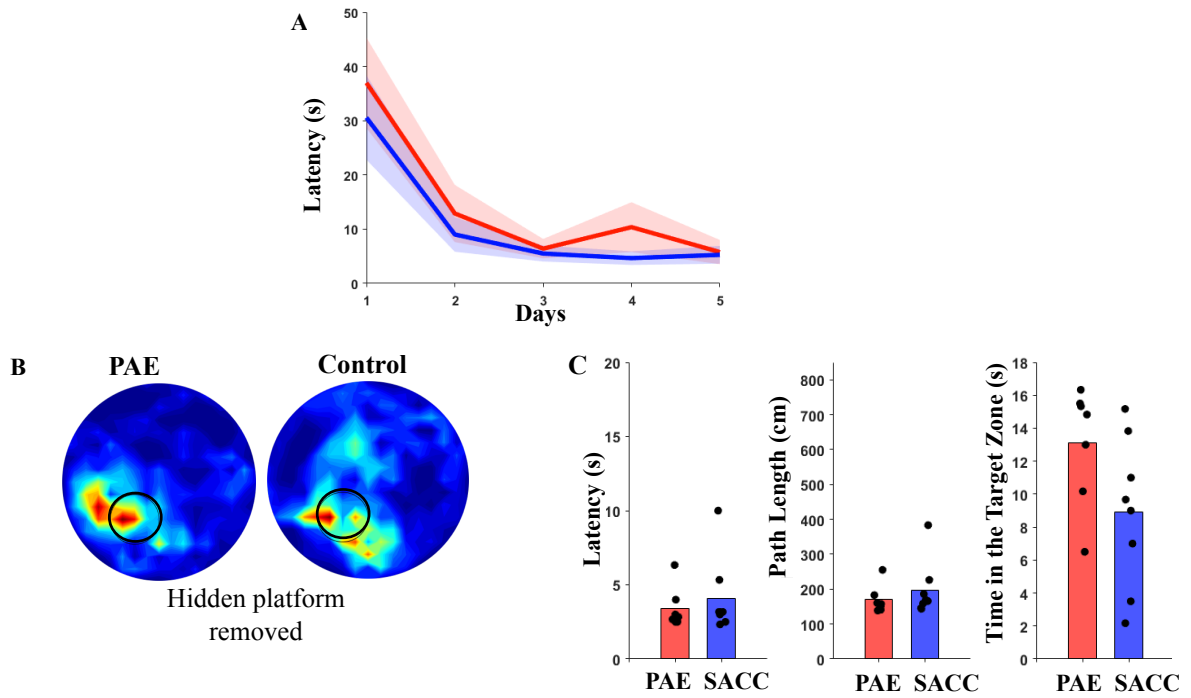 A
Latency (s)
50
40
30
20
10
0
1
2
3
4
5
Days
B
PAE
Control
Hidden platform
removed
C
Latency (s)
20
15
10
5
0
PAE
SACC
Path Length (cm)
800
700
600
500
400
300
200
100
0
PAE
SACC
Time in the Target Zone (s)
18
16
14
12
10
8
6
4
2
0
PAE
SACC